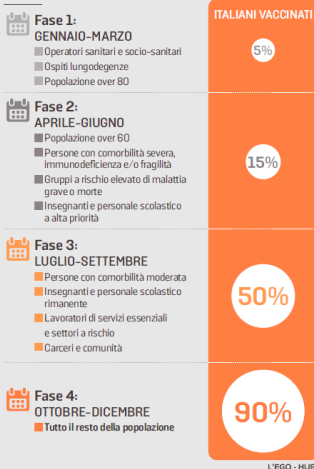 ITALIANI VACCINATI
Fase 1:
GENNAIO-MARZO
Operatori sanitari e socio-sanitari
Ospiti lungodegenze
Popolazione over 80
5%
Fase 2:
APRILE-GIUGNO
Popolazione over 60
Persone con comorbilità severa,
immunodeficienza e/o fragilità
Gruppi a rischio elevato di malattia
grave o morte
Insegnanti e personale scolastico
a alta priorità
15%
Fase 3:
LUGLIO-SETTEMBRE
Persone con comorbilità moderata
Insegnanti e personale scolastico
rimanente
Lavoratori di servizi essenziali
e settori a rischio
Carceri e comunità
50%
Fase 4:
OTTOBRE-DICEMBRE
Tutto il resto della popolazione
90%
L'EGO - HUB